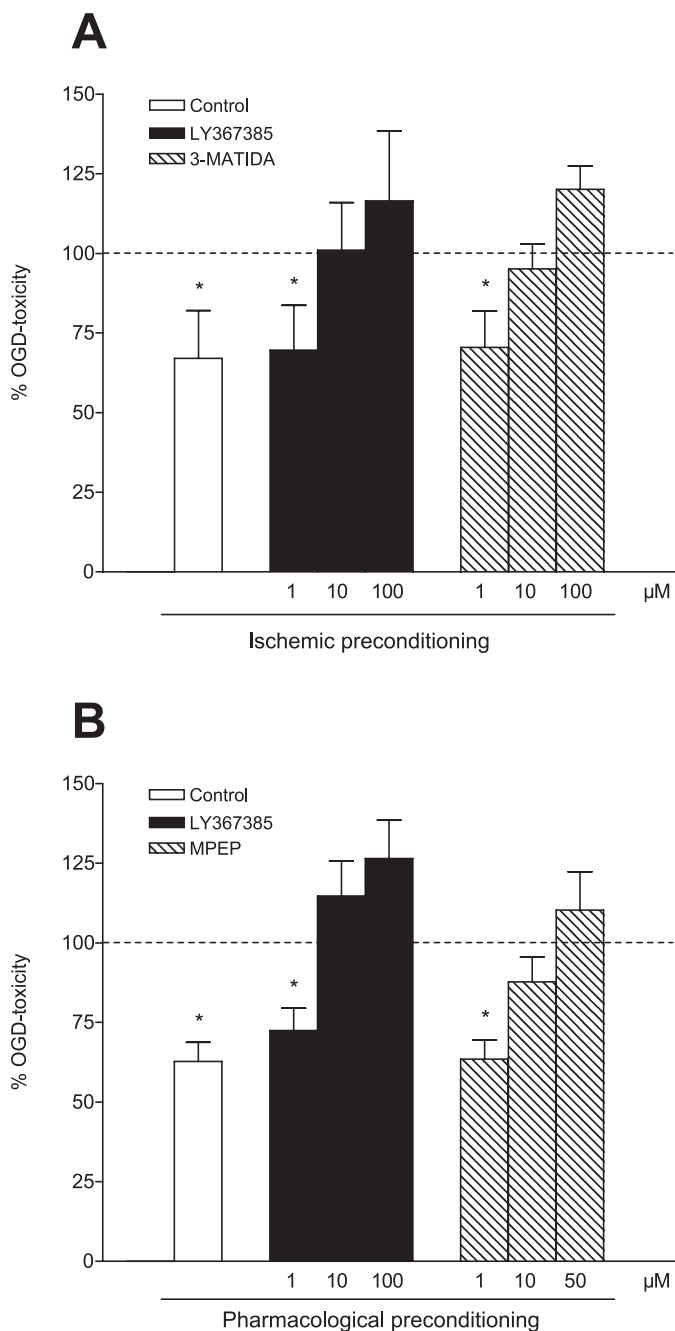 A
150
125
100
75
50
25
0
% OGD-toxicity
Control
LY367385
3-MATIDA
* * *
1 10 100 1 10 100 µM
Ischemic preconditioning
B
150
125
100
75
50
25
0
% OGD-toxicity
Control
LY367385
MPEP
* * *
1 10 100 1 10 50 µM
Pharmacological preconditioning